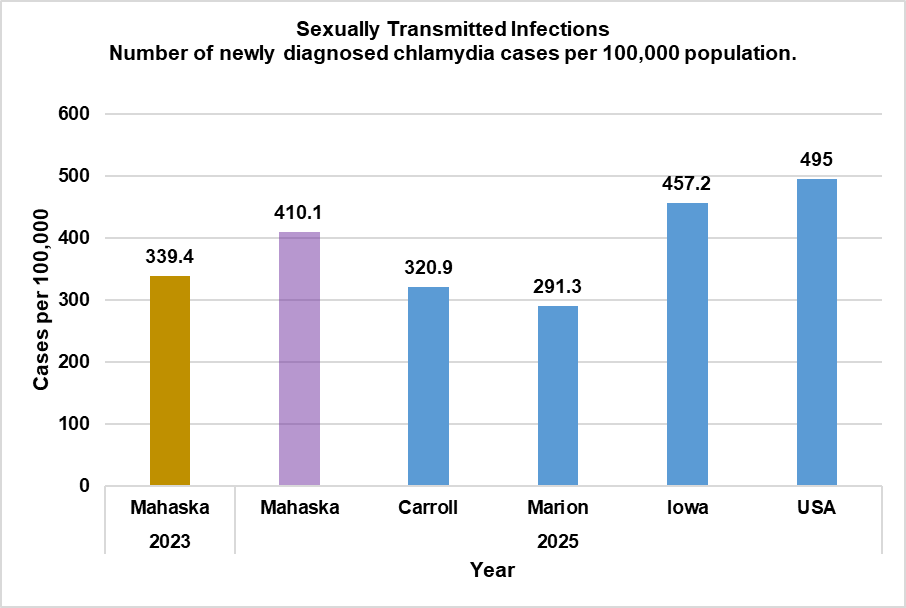 Sexually Transmitted Infections
Number of newly diagnosed chlamydia cases per 100,000 population.
Cases per 100,000
600
500
400
300
200
100
0
339.4
410.1
320.9
291.3
457.2
495
Mahaska
Mahaska
Carroll
Marion
Iowa
USA
2023
2025
Year